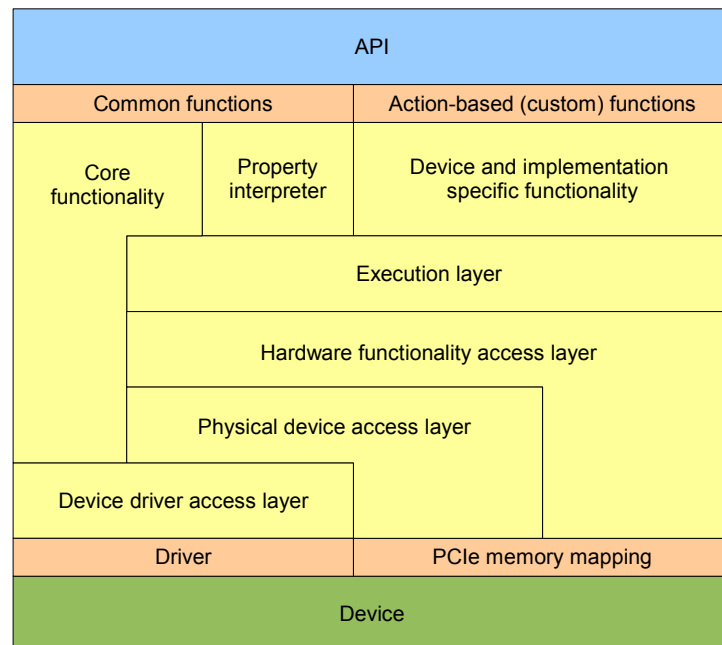 API
Common functions
Action-based (custom) functions
Core
functionality
Property
interpreter
Device and implementation
specific functionality
Execution layer
Hardware functionality access layer
Physical device access layer
Device driver access layer
Driver
PCIe memory mapping
Device